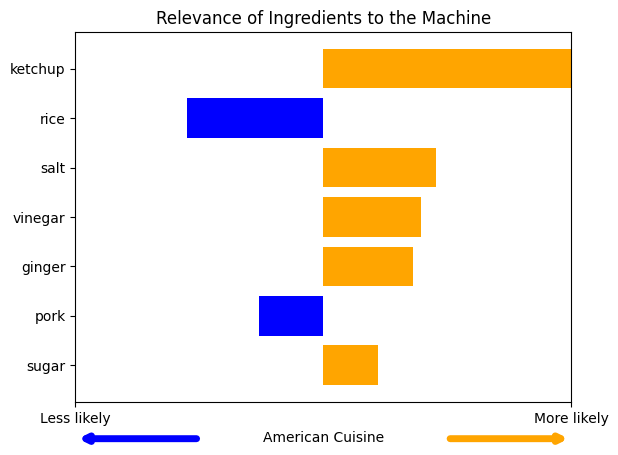 Relevance of Ingredients to the Machine
ketchup
rice
salt
vinegar
ginger
pork
sugar
Less likely
More likely
American Cuisine